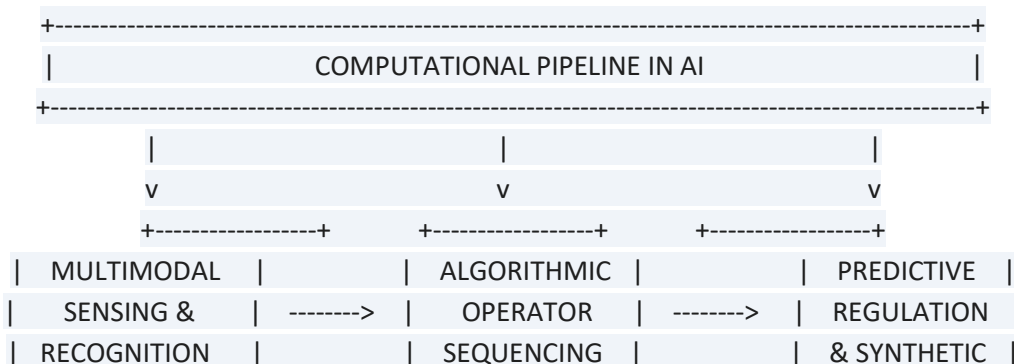 +-----------------------------------------------------------------------------------------------------+
| COMPUTATIONAL PIPELINE IN AI |
+-----------------------------------------------------------------------------------------------------+
| | |
v v v
+------------------+ +------------------+ +------------------+
| MULTIMODAL | | ALGORITHMIC | | PREDICTIVE |
| SENSING & | --------> | OPERATOR | --------> | REGULATION
| RECOGNITION | | SEQUENCING | | & SYNTHETIC |